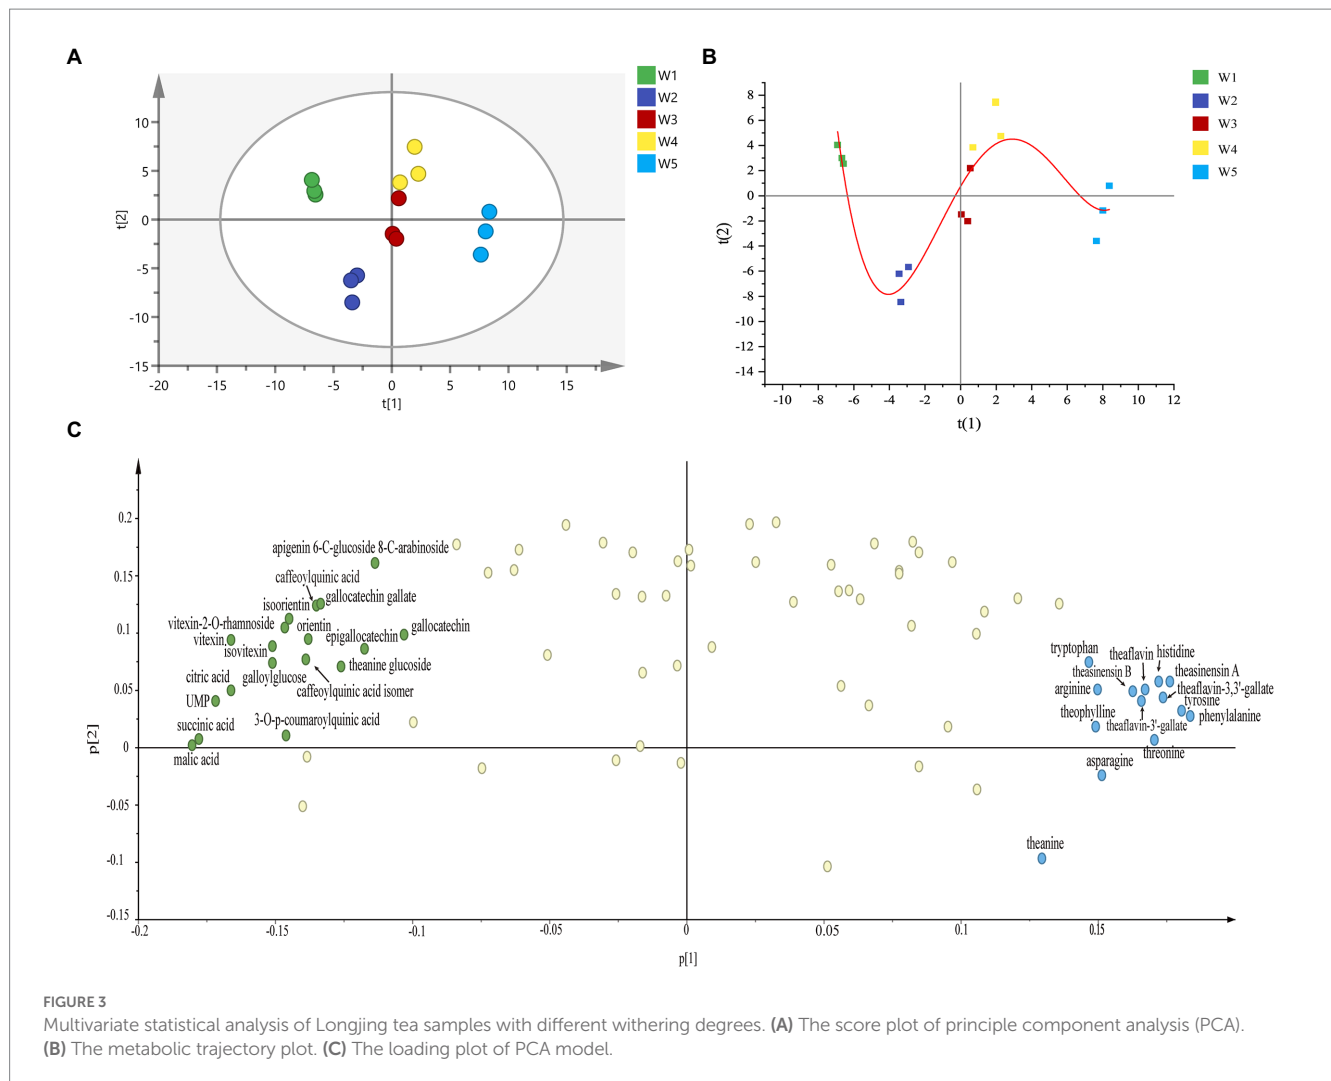 A
W1
W2
W3
W4
W5
10
5
0
-5
-10
-15
t[2]
-20
-15
-10
-5
0
5
10
15
t[1]
B
W1
W2
W3
W4
W5
8
6
4
2
0
-2
-4
-6
-8
-10
-12
-14
t(2)
-10
-8
-6
-4
-2
0
2
4
6
8
10
12
t(1)
C
0.2
0.15
0.1
0.05
0
-0.05
-0.1
-0.15
p[2]
apigenin 6-C-glucoside 8-C-arabinoside
caffeoylquinic acid
isoorientin
gallocatechin gallate
vitexin-2-O-rhamnoside
orientin
gallocatechin
vitexin
epigallocatechin
isovitexin
theanine glucoside
citric acid
galloylglucose
caffeoylquinic acid isomer
UMP
succinic acid
3-O-p-coumaroylquinic acid
malic acid
tryptophan
theaflavin
histidine
theasinensin B
theasinensin A
arginine
theaflavin-3,3'-gallate
tyrosine
theophylline
theaflavin-3'-gallate
phenylalanine
threonine
asparagine
theanine
-0.2
-0.15
-0.1
-0.05
0
0.05
0.1
0.15
p[1]
FIGURE 3
Multivariate statistical analysis of Longjing tea samples with different withering degrees. (A) The score plot of principle component analysis (PCA).
(B) The metabolic trajectory plot. (C) The loading plot of PCA model.